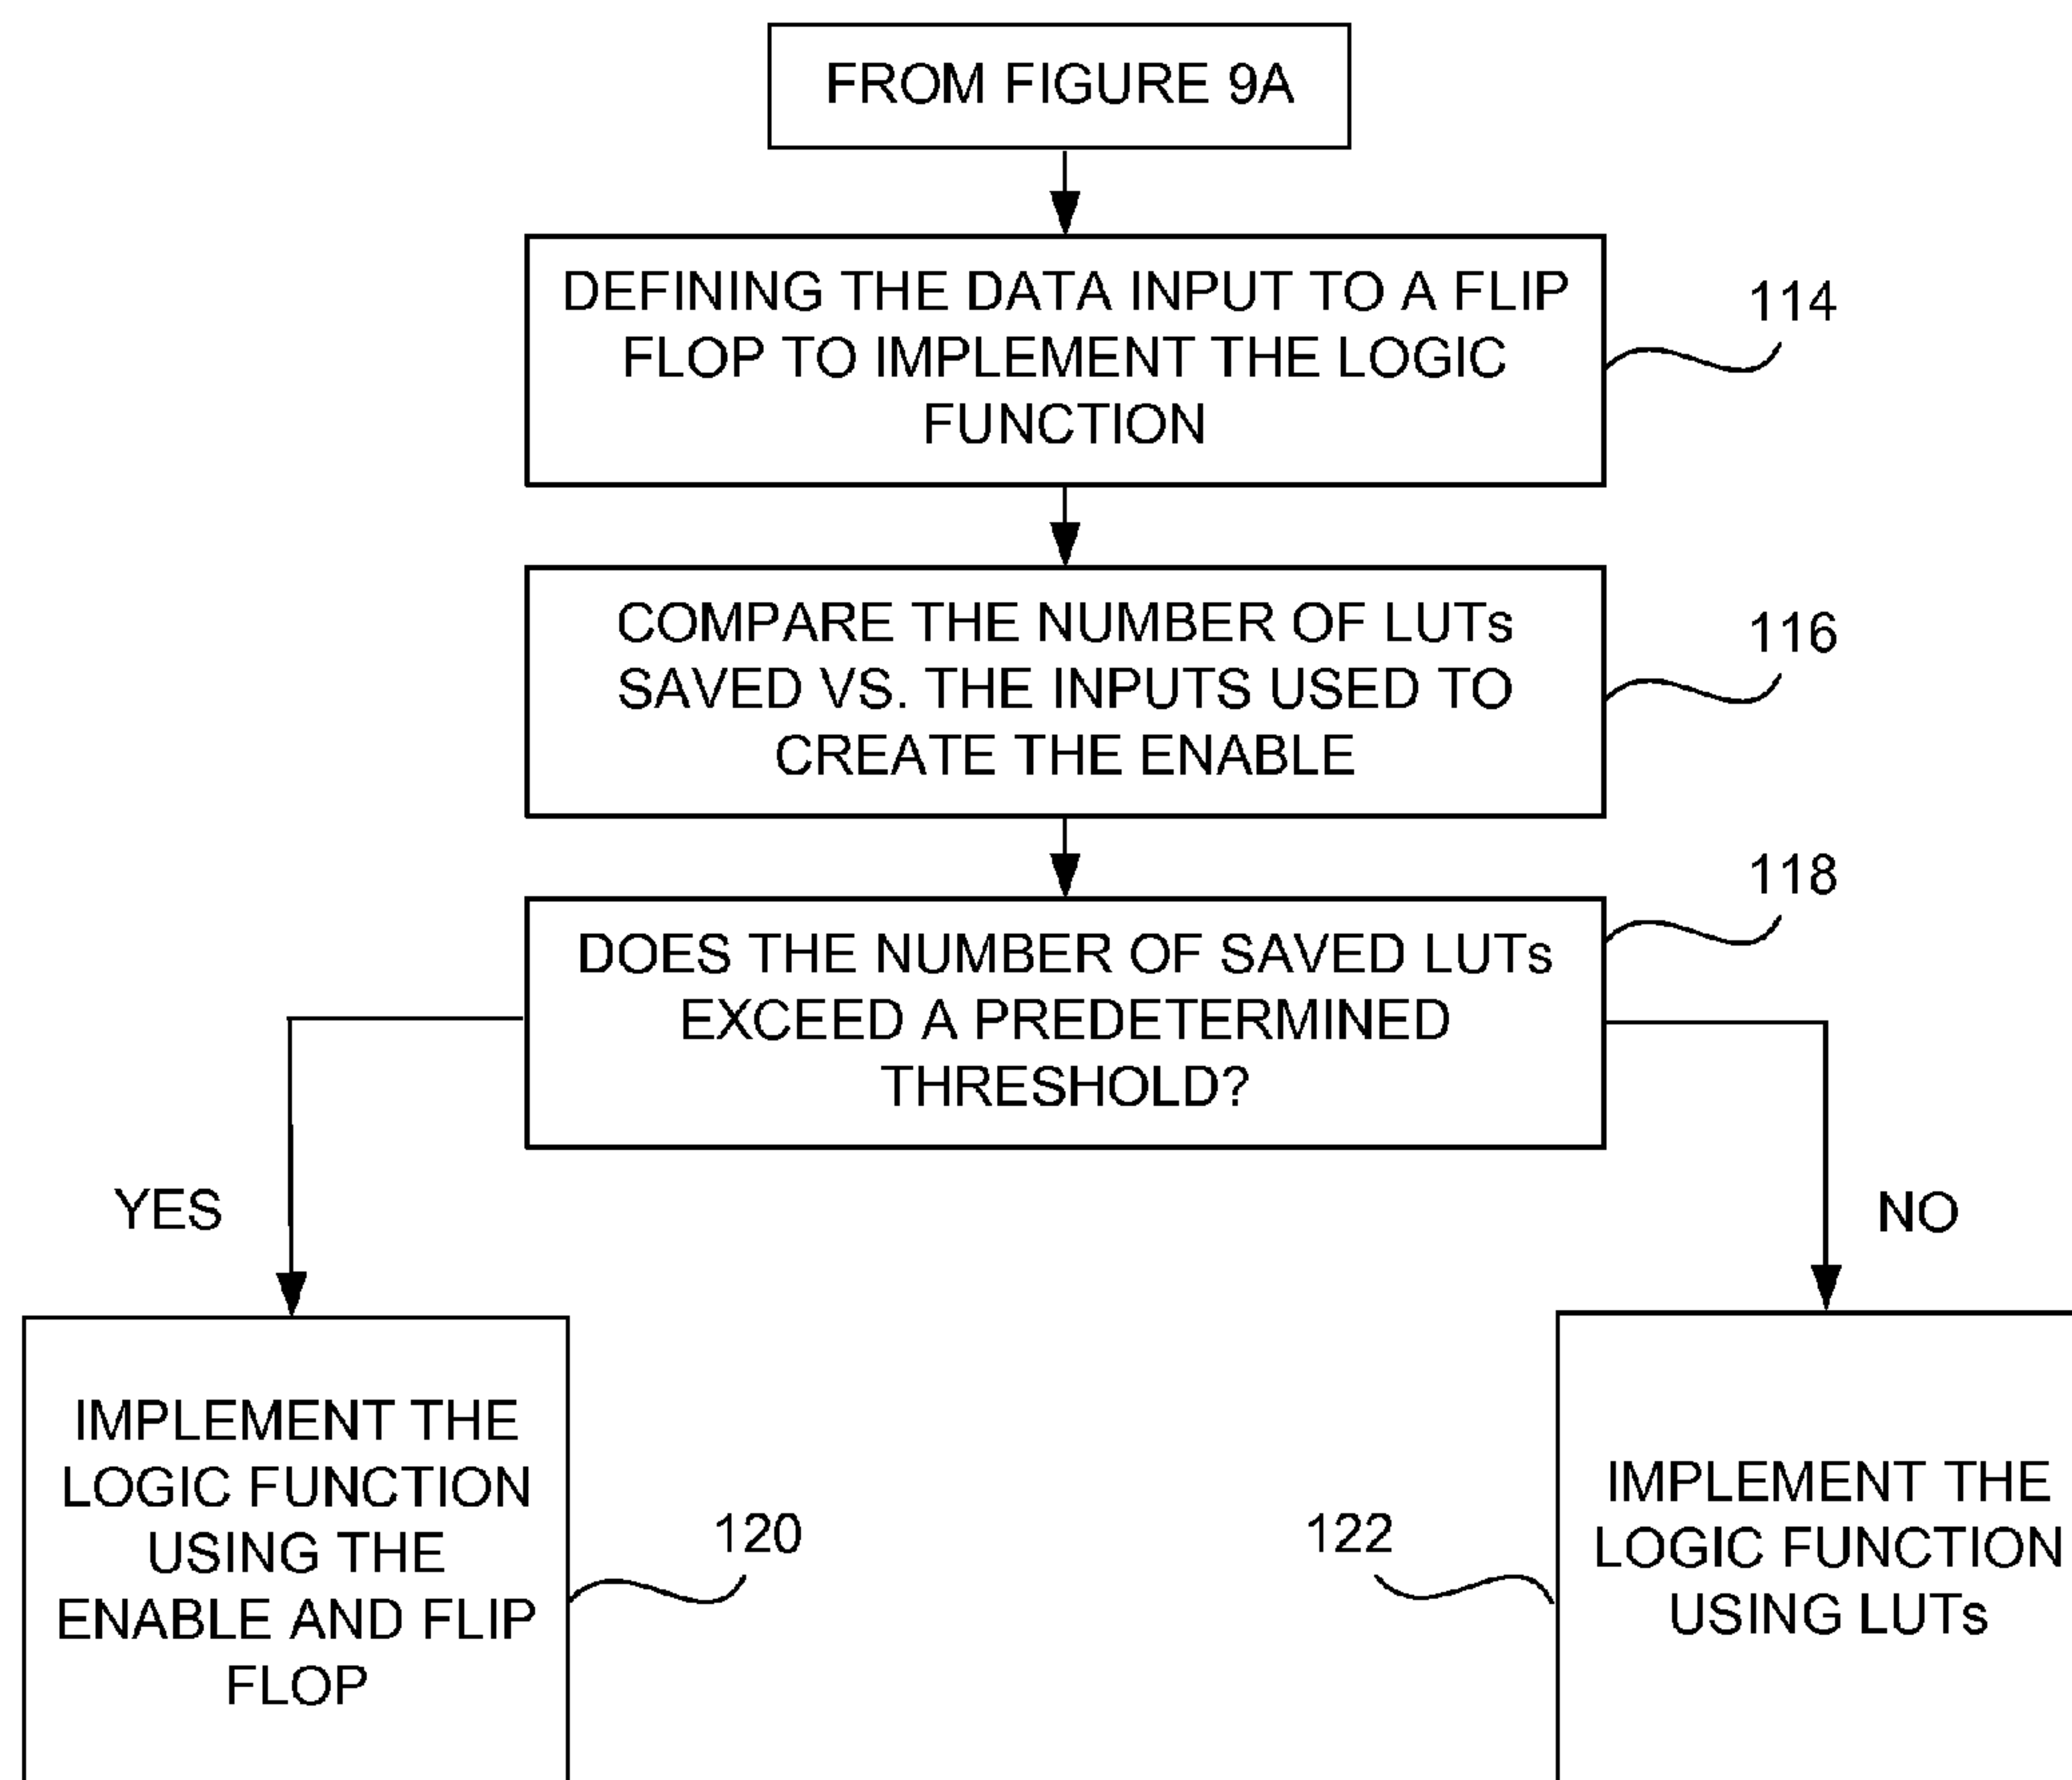 FROM FIGURE 9A
DEFINING THE DATA INPUT TO A FLIP
FLOP TO IMPLEMENT THE LOGIC
FUNCTION
114
COMPARE THE NUMBER OF LUTs
SAVED VS. THE INPUTS USED TO
CREATE THE ENABLE
116
118
DOES THE NUMBER OF SAVED LUTs
EXCEED A PREDETERMINED
THRESHOLD?
YES
NO
IMPLEMENT THE
LOGIC FUNCTION
USING THE
ENABLE AND FLIP
FLOP
120
122
IMPLEMENT THE
LOGIC FUNCTION
USING LUTs